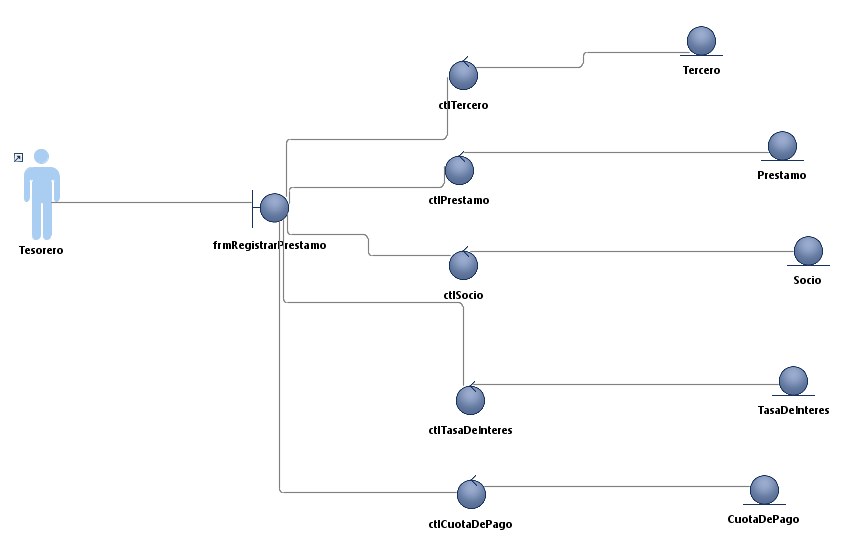 Tercero
ctlTercero
Prestamo
ctlPrestamo
Tesorero
frmRegistrarPrestamo
Socio
ctlSocio
TasaDeInteres
ctlTasaDeInteres
CuotaDePago
ctlCuotaDePago